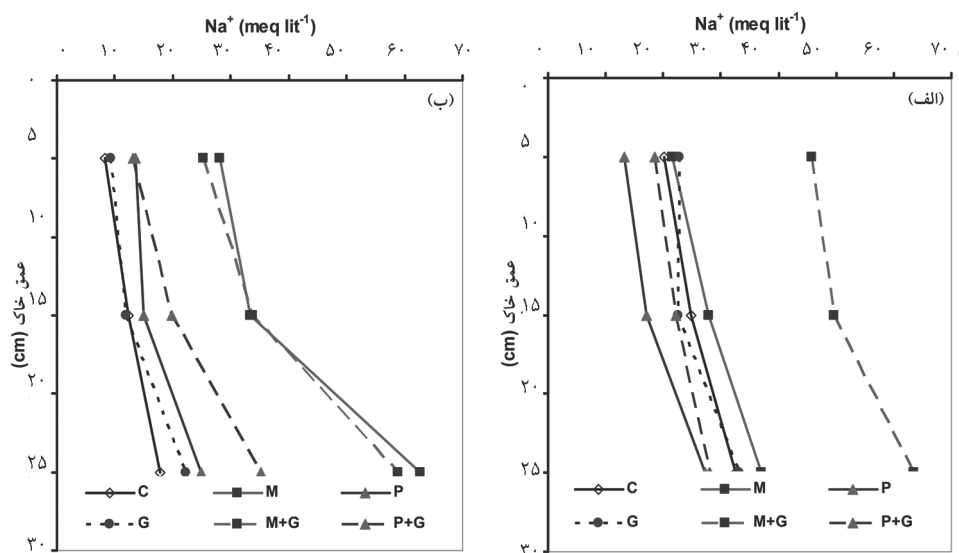 Na⁺ (meq lit⁻¹)
۰ ۱۰ ۲۰ ۳۰ ۴۰ ۵۰ ۶۰ ۷۰
(ب)
عمق خاک (cm)
۰
۵
۱۰
۱۵
۲۰
۲۵
۳۰
C M P
G M+G P+G
Na⁺ (meq lit⁻¹)
۰ ۱۰ ۲۰ ۳۰ ۴۰ ۵۰ ۶۰ ۷۰
(الف)
عمق خاک (cm)
۰
۵
۱۰
۱۵
۲۰
۲۵
۳۰
C M P
G M+G P+G